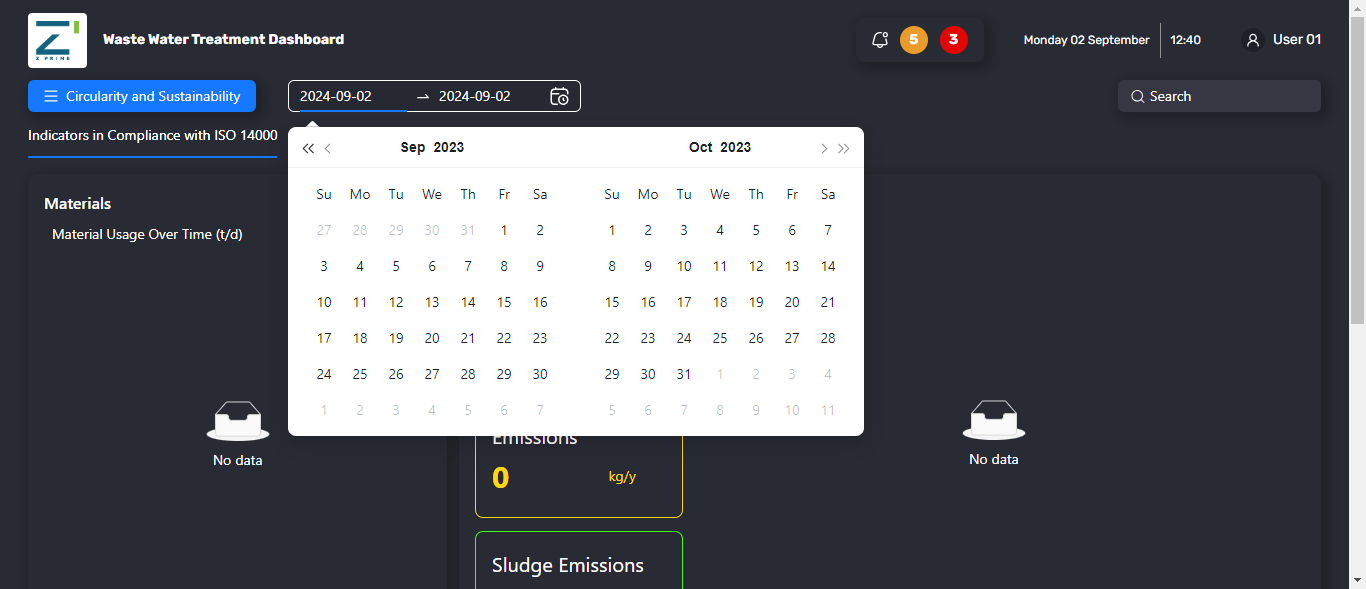 Z PRIME
Waste Water Treatment Dashboard
5 3
Monday 02 September 12:40
User 01
Circularity and Sustainability
2024-09-02 → 2024-09-02
Search
Indicators in Compliance with ISO 14000
« ‹ Sep 2023
Oct 2023 › »
Su Mo Tu We Th Fr Sa Su Mo Tu We Th Fr Sa
27 28 29 30 31 1 2 1 2 3 4 5 6 7
3 4 5 6 7 8 9 8 9 10 11 12 13 14
10 11 12 13 14 15 16 15 16 17 18 19 20 21
17 18 19 20 21 22 23 22 23 24 25 26 27 28
24 25 26 27 28 29 30 29 30 31 1 2 3 4
1 2 3 4 5 6 7 5 6 7 8 9 10 11
Materials
Material Usage Over Time (t/d)
No data
Emissions
0 kg/y
Sludge Emissions
No data